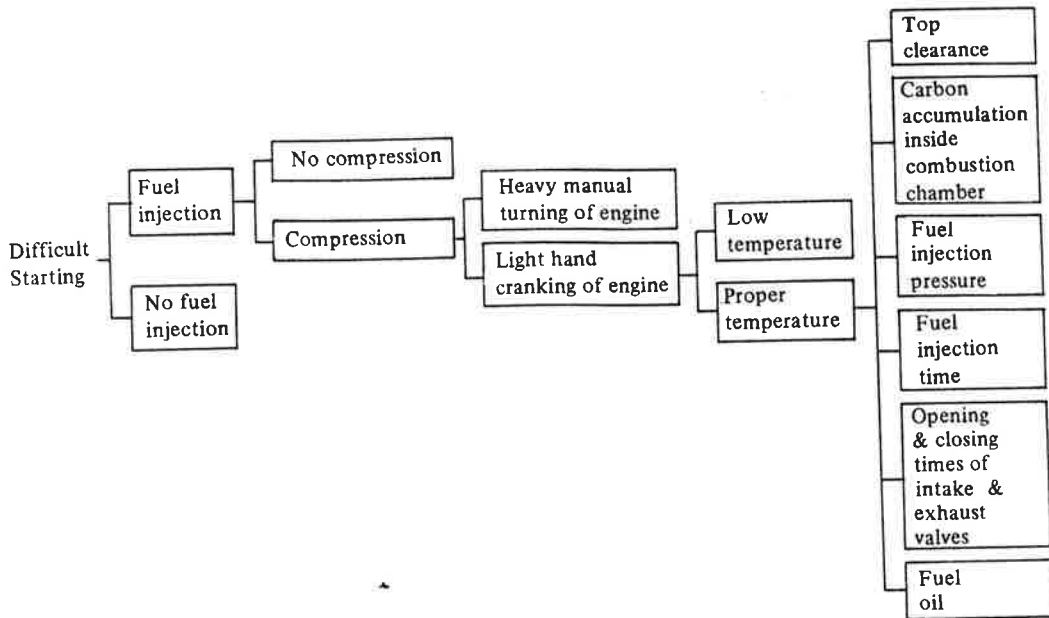 Difficult
Starting
Fuel
injection
No fuel
injection
No compression
Compression
Heavy manual
turning of engine
Light hand
cranking of engine
Low
temperature
Proper
temperature
Top
clearance
Carbon
accumulation
inside
combustion
chamber
Fuel
injection
pressure
Fuel
injection
time
Opening
& closing
times of
intake &
exhaust
valves
Fuel
oil